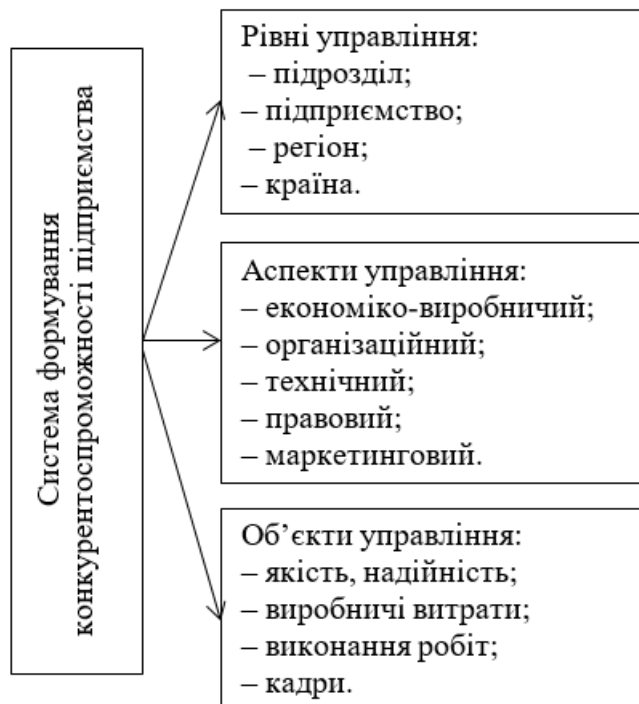 Система формування
конкурентоспроможності підприємства
Рівні управління:
– підрозділ;
– підприємство;
– регіон;
– країна.
Аспекти управління:
– економіко-виробничий;
– організаційний;
– технічний;
– правовий;
– маркетинговий.
Об’єкти управління:
– якість, надійність;
– виробничі витрати;
– виконання робіт;
– кадри.